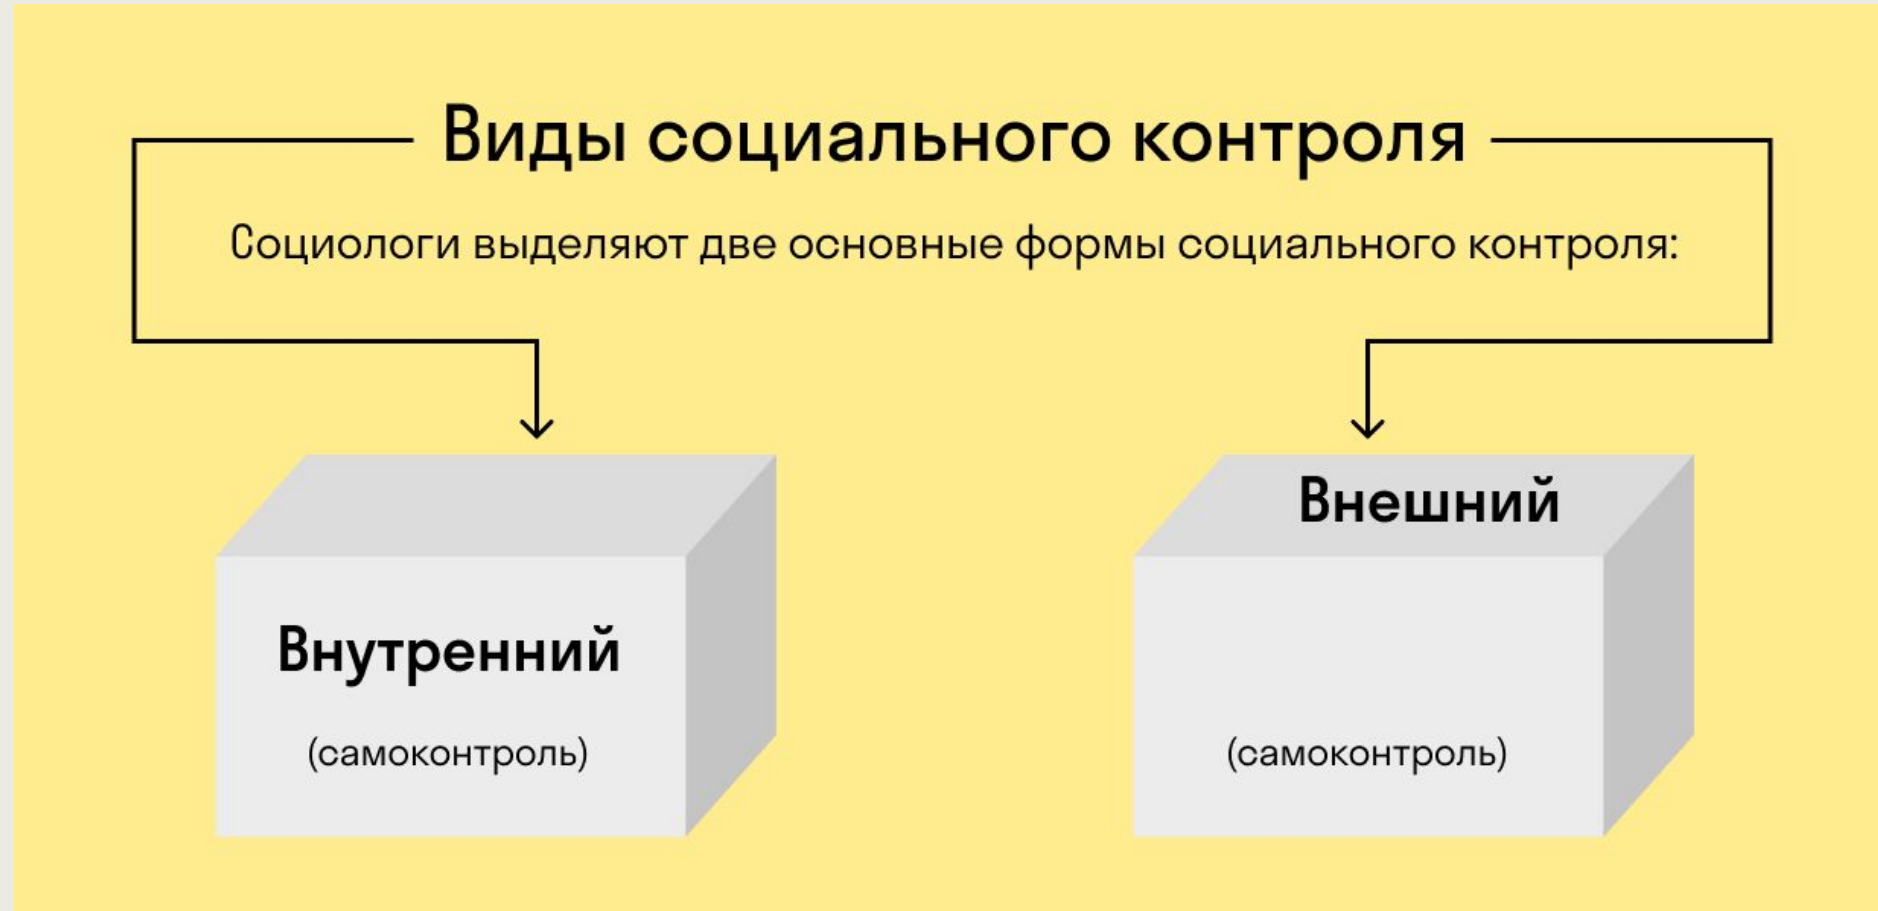 Виды социального контроля
Социологи выделяют две основные формы социального контроля:
Внутренний
(самоконтроль)
Внешний
(самоконтроль)